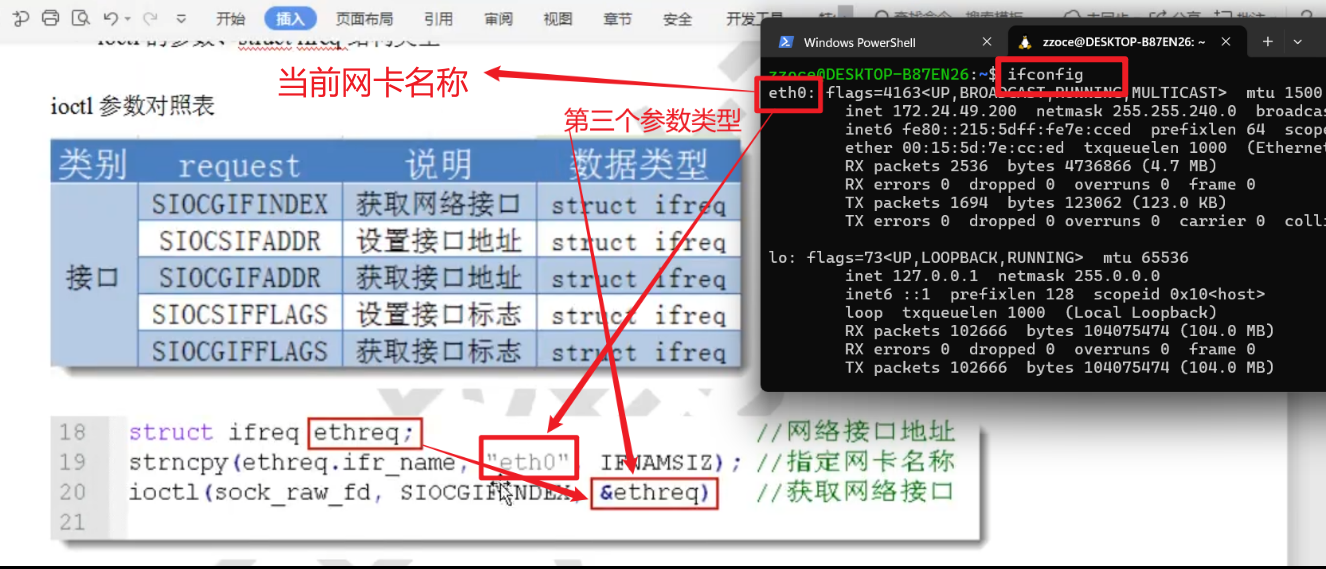 开始 插入 页面布局 引用 审阅 视图 章节 安全 开发工具
当前网卡名称
ioctl 参数对照表
第三个参数类型
类别 request 说明 数据类型
接口
SIOCGIFINDEX 获取网络接口 struct ifreq
SIOCSIFADDR 设置接口地址 struct ifreq
SIOCGIFADDR 获取接口地址 struct ifreq
SIOCSIFFLAGS 设置接口标志 struct ifreq
SIOCGIFFLAGS 获取接口标志 struct ifreq
Windows PowerShell
zzoce@DESKTOP-B87EN26: ~
zzoce@DESKTOP-B87EN26:~$ ifconfig
eth0: flags=4163<UP,BROADCAST,RUNNING,MULTICAST> mtu 1500
inet 172.24.49.200 netmask 255.255.240.0 broadcas
inet6 fe80::215:5dff:fe7e:cced prefixlen 64 scope
ether 00:15:5d:7e:cc:ed txqueuelen 1000 (Ethernet
RX packets 2536 bytes 4736866 (4.7 MB)
RX errors 0 dropped 0 overruns 0 frame 0
TX packets 1694 bytes 123062 (123.0 KB)
TX errors 0 dropped 0 overruns 0 carrier 0 colli
lo: flags=73<UP,LOOPBACK,RUNNING> mtu 65536
inet 127.0.0.1 netmask 255.0.0.0
inet6 ::1 prefixlen 128 scopeid 0x10<host>
loop txqueuelen 1000 (Local Loopback)
RX packets 102666 bytes 104075474 (104.0 MB)
RX errors 0 dropped 0 overruns 0 frame 0
TX packets 102666 bytes 104075474 (104.0 MB)
18 struct ifreq ethreq; //网络接口地址
19 strncpy(ethreq.ifr_name, "eth0" IFNAMSIZ); //指定网卡名称
20 ioctl(sock_raw_fd, SIOCGIFINDEX &ethreq) //获取网络接口
21